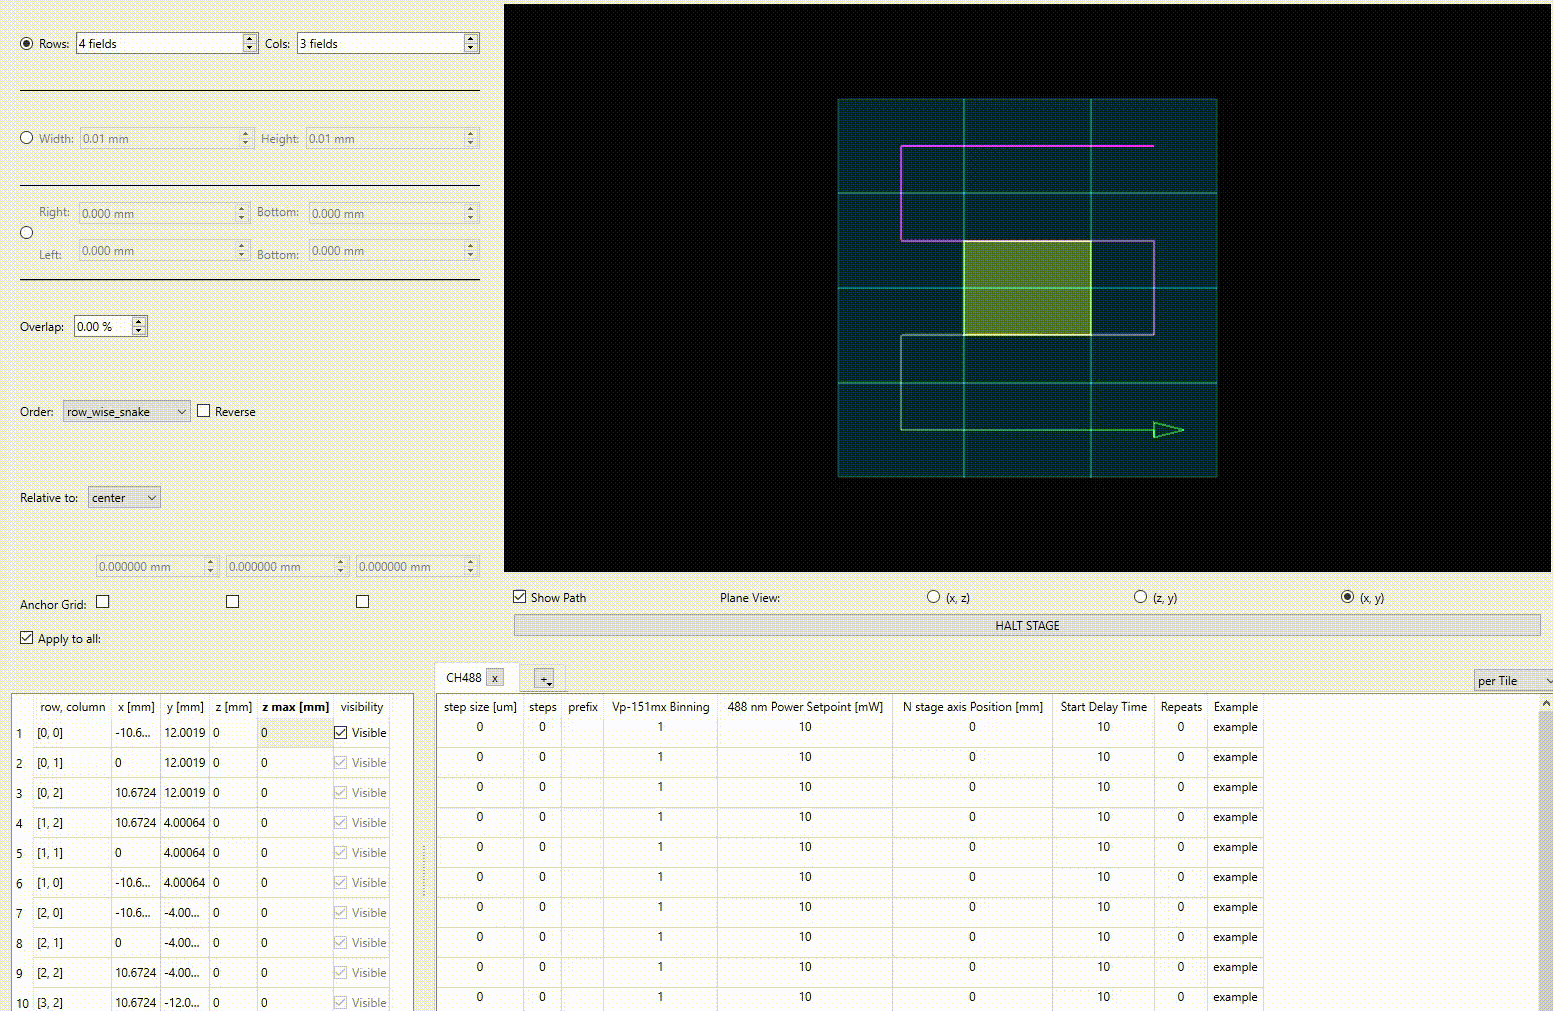 Rows: 4 fields Cols: 3 fields
Width: 0.01 mm Height: 0.01 mm
Right: 0.000 mm Bottom: 0.000 mm
Left: 0.000 mm Bottom: 0.000 mm
Overlap: 0.00 %
Order: row_wise_snake Reverse
Relative to: center
0.000000 mm 0.000000 mm 0.000000 mm
Anchor Grid:
Apply to all:
Show Path Plane View: (x, z) (z, y) (x, y)
HALT STAGE
CH488 x + per Tile
row, column x [mm] y [mm] z [mm] z max [mm] visibility
1 [0, 0] -10.6... 12.0019 0 0 Visible
2 [0, 1] 0 12.0019 0 0 Visible
3 [0, 2] 10.6724 12.0019 0 0 Visible
4 [1, 2] 10.6724 4.00064 0 0 Visible
5 [1, 1] 0 4.00064 0 0 Visible
6 [1, 0] -10.6... 4.00064 0 0 Visible
7 [2, 0] -10.6... -4.00... 0 0 Visible
8 [2, 1] 0 -4.00... 0 0 Visible
9 [2, 2] 10.6724 -4.00... 0 0 Visible
10 [3, 2] 10.6724 -12.0... 0 0 Visible
step size [um] steps prefix Vp-151mx Binning 488 nm Power Setpoint [mW] N stage axis Position [mm] Start Delay Time Repeats Example
0 0 1 10 0 10 0 example
0 0 1 10 0 10 0 example
0 0 1 10 0 10 0 example
0 0 1 10 0 10 0 example
0 0 1 10 0 10 0 example
0 0 1 10 0 10 0 example
0 0 1 10 0 10 0 example
0 0 1 10 0 10 0 example
0 0 1 10 0 10 0 example
0 0 1 10 0 10 0 example